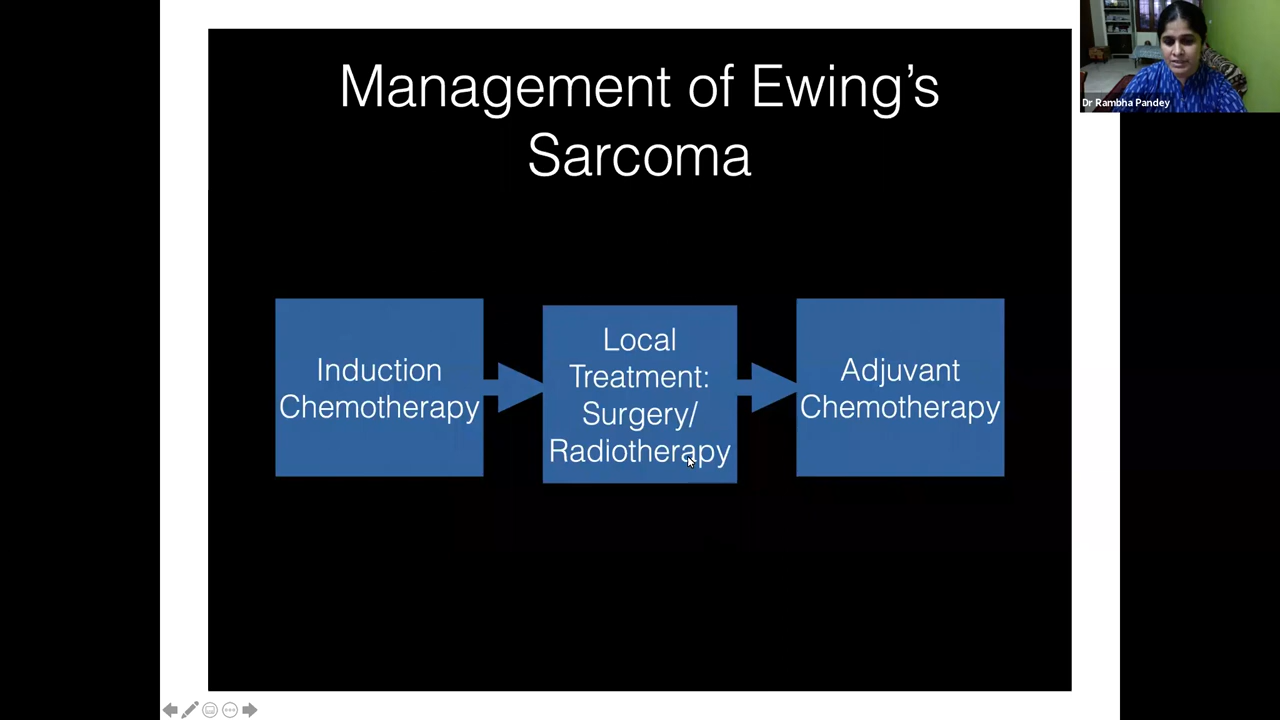 Management of Ewing’s
Sarcoma
Induction
Chemotherapy
Local
Treatment:
Surgery/
Radiotherapy
Adjuvant
Chemotherapy
Dr Rambha Pandey